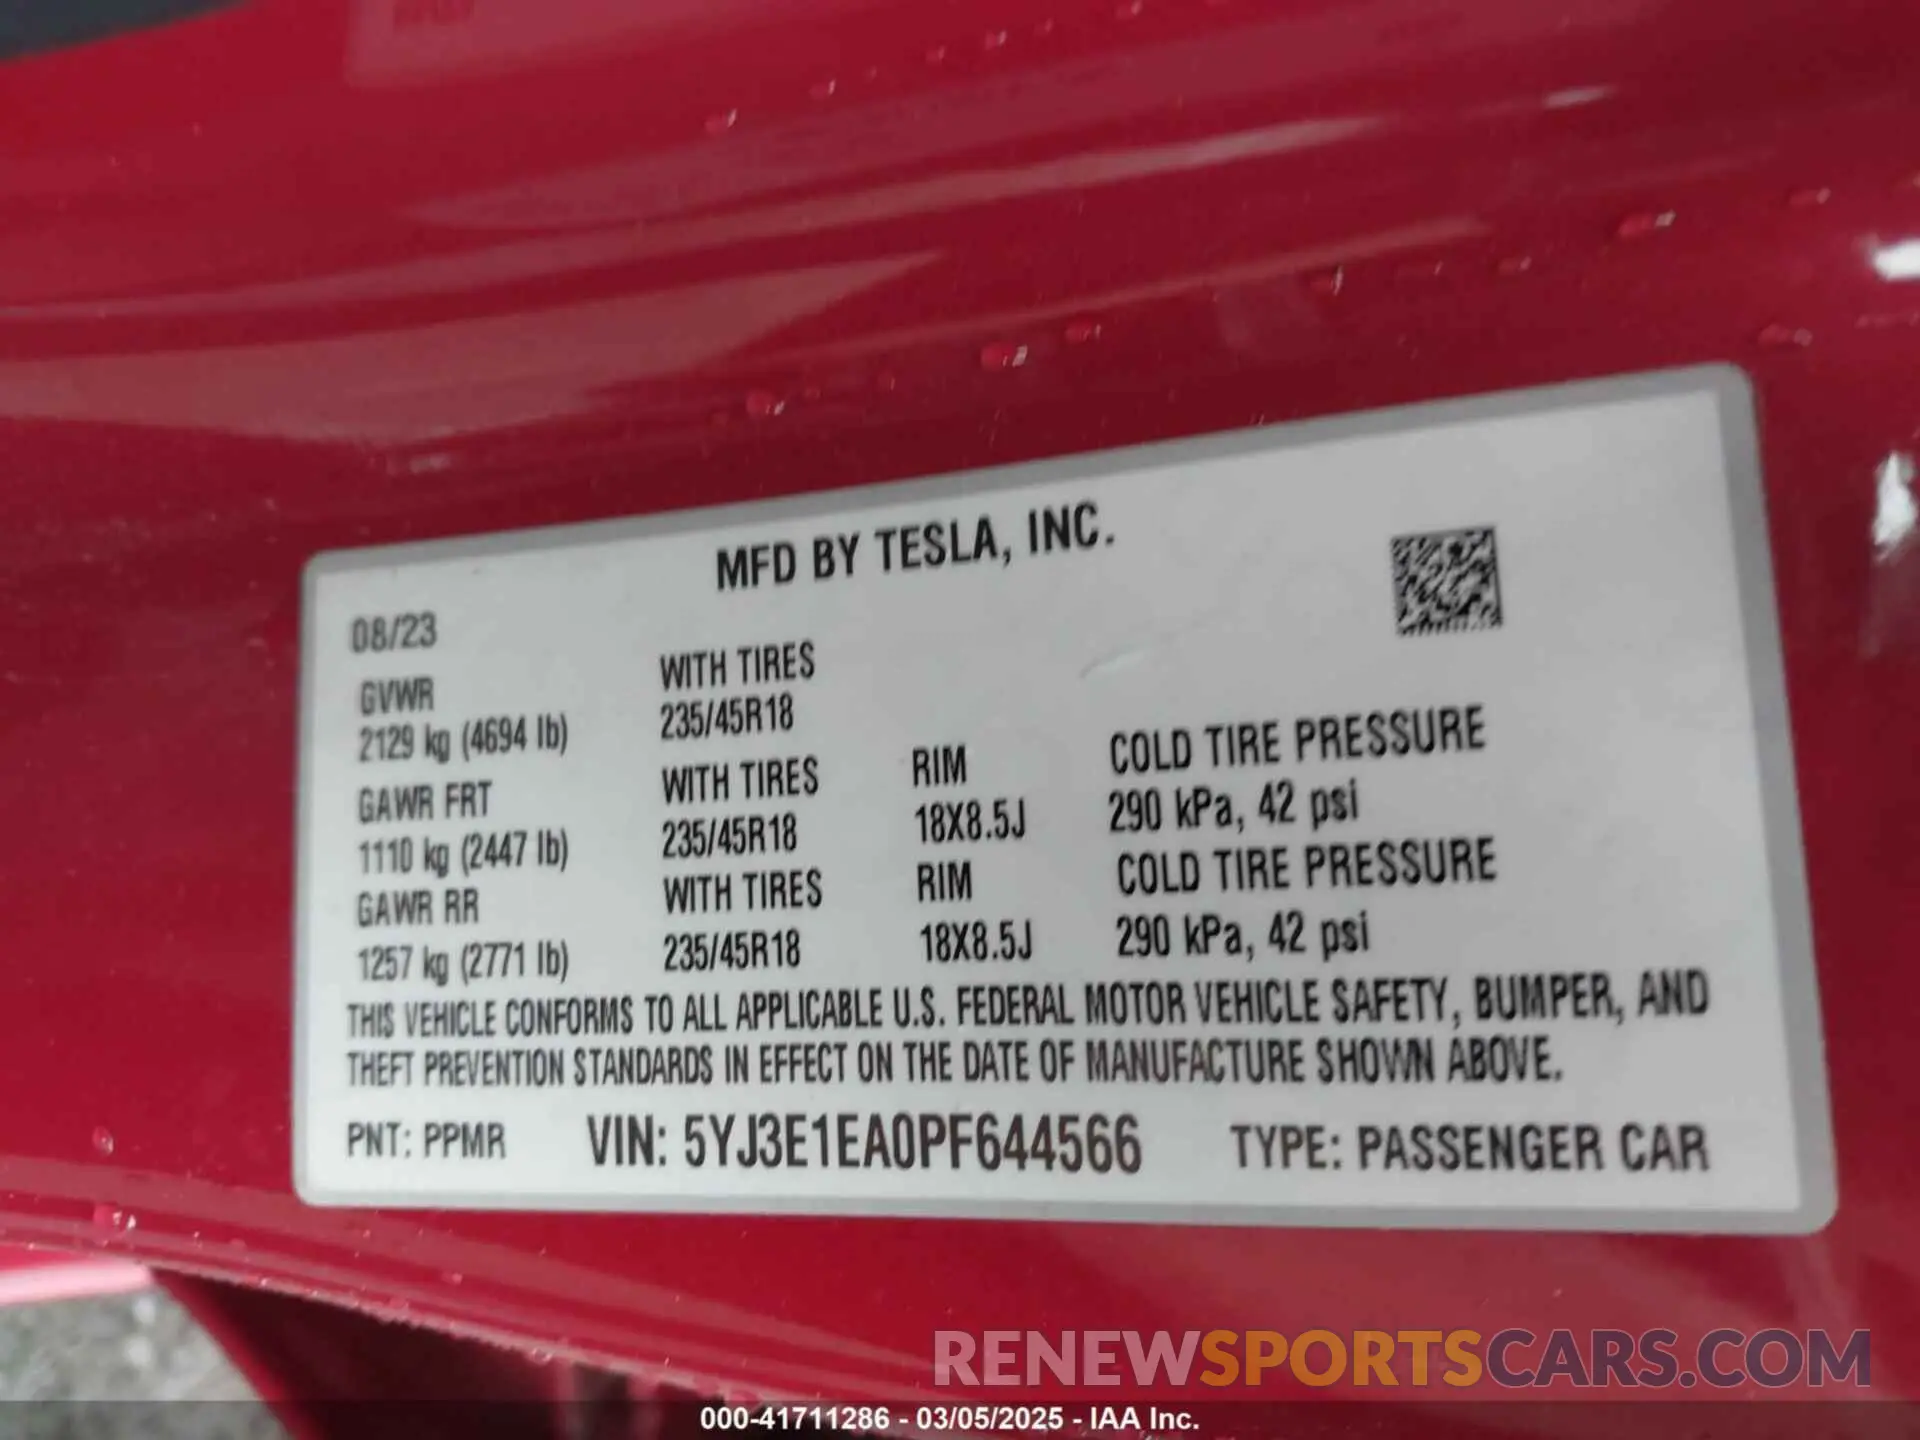 MFD BY TESLA, INC.
08/23
GVWR WITH TIRES
2129 kg (4694 lb) 235/45R18
GAWR FRT WITH TIRES RIM COLD TIRE PRESSURE
1110 kg (2447 lb) 235/45R18 18X8.5J 290 kPa, 42 psi
GAWR RR WITH TIRES RIM COLD TIRE PRESSURE
1257 kg (2771 lb) 235/45R18 18X8.5J 290 kPa, 42 psi
THIS VEHICLE CONFORMS TO ALL APPLICABLE U.S. FEDERAL MOTOR VEHICLE SAFETY, BUMPER, AND
THEFT PREVENTION STANDARDS IN EFFECT ON THE DATE OF MANUFACTURE SHOWN ABOVE.
PNT: PPMR VIN: 5YJ3E1EA0PF644566 TYPE: PASSENGER CAR
RENEWSPORTSCARS.COM
000-41711286 - 03/05/2025 - IAA Inc.